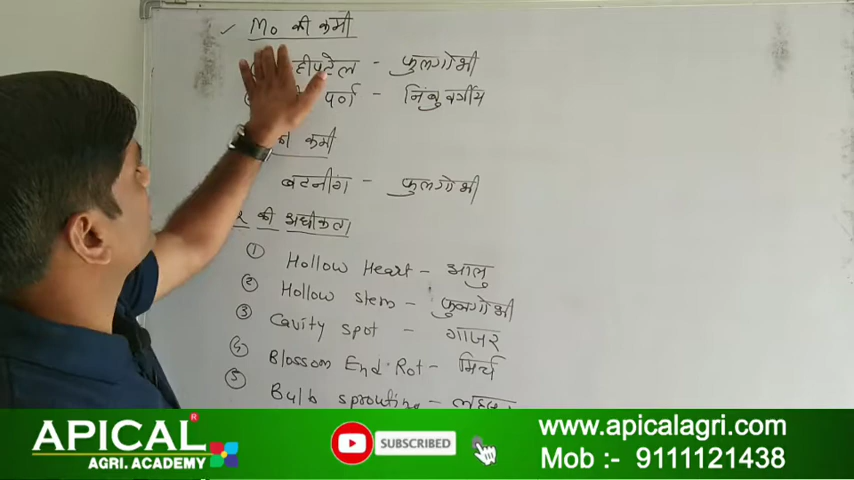 ✓ Mo की कमी
हीपटेल - फुलगोभी
पर्ण - निंबु वर्गीय
कमी
बटनींग - फुलगोभी
की अधीकता
① Hollow Heart - आलु
② Hollow stem - फुलगोभी
③ Cavity spot - गाजर
④ Blossom End Rot - मिर्च
⑤ Bulb sprouting -
APICAL®
AGRI. ACADEMY
SUBSCRIBED
www.apicalagri.com
Mob :- 9111121438